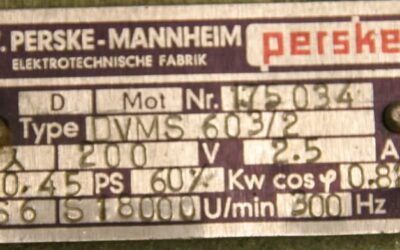 . PERSKE-MANNHEIM perske
ELEKTROTECHNISCHE FABRIK
D Mot Nr. 175034
Type DVMS 603/2
λ 200 V 2.5 A
0.45 PS 60% Kw cos φ 0.8
S6 S 18000 U/min 300 Hz